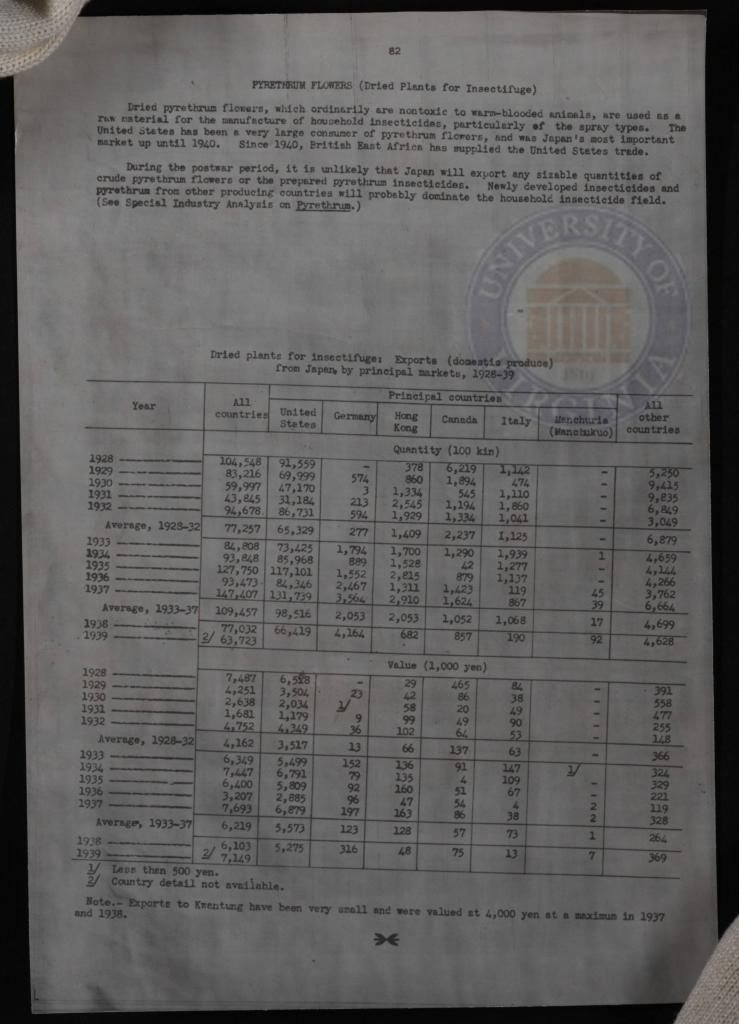 82
PYRETHRUM FLOWERS (Dried Plants for Insectifuge)
Dried pyrethrum flowers, which ordinarily are nontoxic to warm-blooded animals, are used as a
raw material for the manufacture of household insecticides, particularly of the spray types. The
United States has been a very large consumer of pyrethrum flowers, and was Japan's most important
market up until 1940. Since 1940, British East Africa has supplied the United States trade.
During the postwar period, it is unlikely that Japan will export any sizable quantities of
crude pyrethrum flowers or the prepared pyrethrum insecticides. Newly developed insecticides and
pyrethrum from other producing countries will probably dominate the household insecticide field.
(See Special Industry Analysis on Pyrethrum.)
UNIVERSITY OF VIRGINIA
Dried plants for insectifuge: Exports (domestic produce)
from Japan, by principal markets, 1928-39
Year All countries Principal countries All other countries
United States Germany Hong Kong Canada Italy Manchuria (Manchukuo)
Quantity (100 kin)
1928 104,548 91,559 - 378 6,219 1,142 - 5,250
1929 83,216 69,999 574 860 1,894 474 - 9,415
1930 59,997 47,170 3 1,334 545 1,110 - 9,835
1931 43,845 31,184 213 2,545 1,194 1,860 - 6,849
1932 94,678 86,731 594 1,929 1,334 1,041 - 3,049
Average, 1928-32 77,257 65,329 277 1,409 2,237 1,125 - 6,879
1933 84,808 73,425 1,794 1,700 1,290 1,939 1 4,659
1934 93,848 85,968 889 1,528 42 1,277 - 4,144
1935 127,750 117,101 1,552 2,815 879 1,137 - 4,266
1936 93,473 84,346 2,467 1,311 1,423 119 45 3,762
1937 147,407 131,739 3,564 2,910 1,624 867 39 6,664
Average, 1933-37 109,457 98,516 2,053 2,053 1,052 1,068 17 4,699
1938 77,032 66,419 4,164 682 857 190 92 4,628
1939 2/ 63,723
Value (1,000 yen)
1928 7,487 6,518 - 29 465 84 - 391
1929 4,251 3,504 23 42 86 38 - 558
1930 2,638 2,034 1/ 58 20 49 - 477
1931 1,681 1,179 9 99 49 90 - 255
1932 4,752 4,349 36 102 64 53 - 148
Average, 1928-32 4,162 3,517 13 66 137 63 - 366
1933 6,349 5,499 152 136 91 147 1/ 324
1934 7,447 6,791 79 135 4 109 - 329
1935 6,400 5,809 92 160 51 67 - 221
1936 3,207 2,885 96 47 54 4 2 119
1937 7,693 6,879 197 163 86 38 2 328
Average, 1933-37 6,219 5,573 123 128 57 73 1 264
1938 6,103 5,275 316 48 75 13 7 369
1939 2/ 7,149
1/ Less than 500 yen.
2/ Country detail not available.
Note.- Exports to Kwantung have been very small and were valued at 4,000 yen at a maximum in 1937
and 1938.